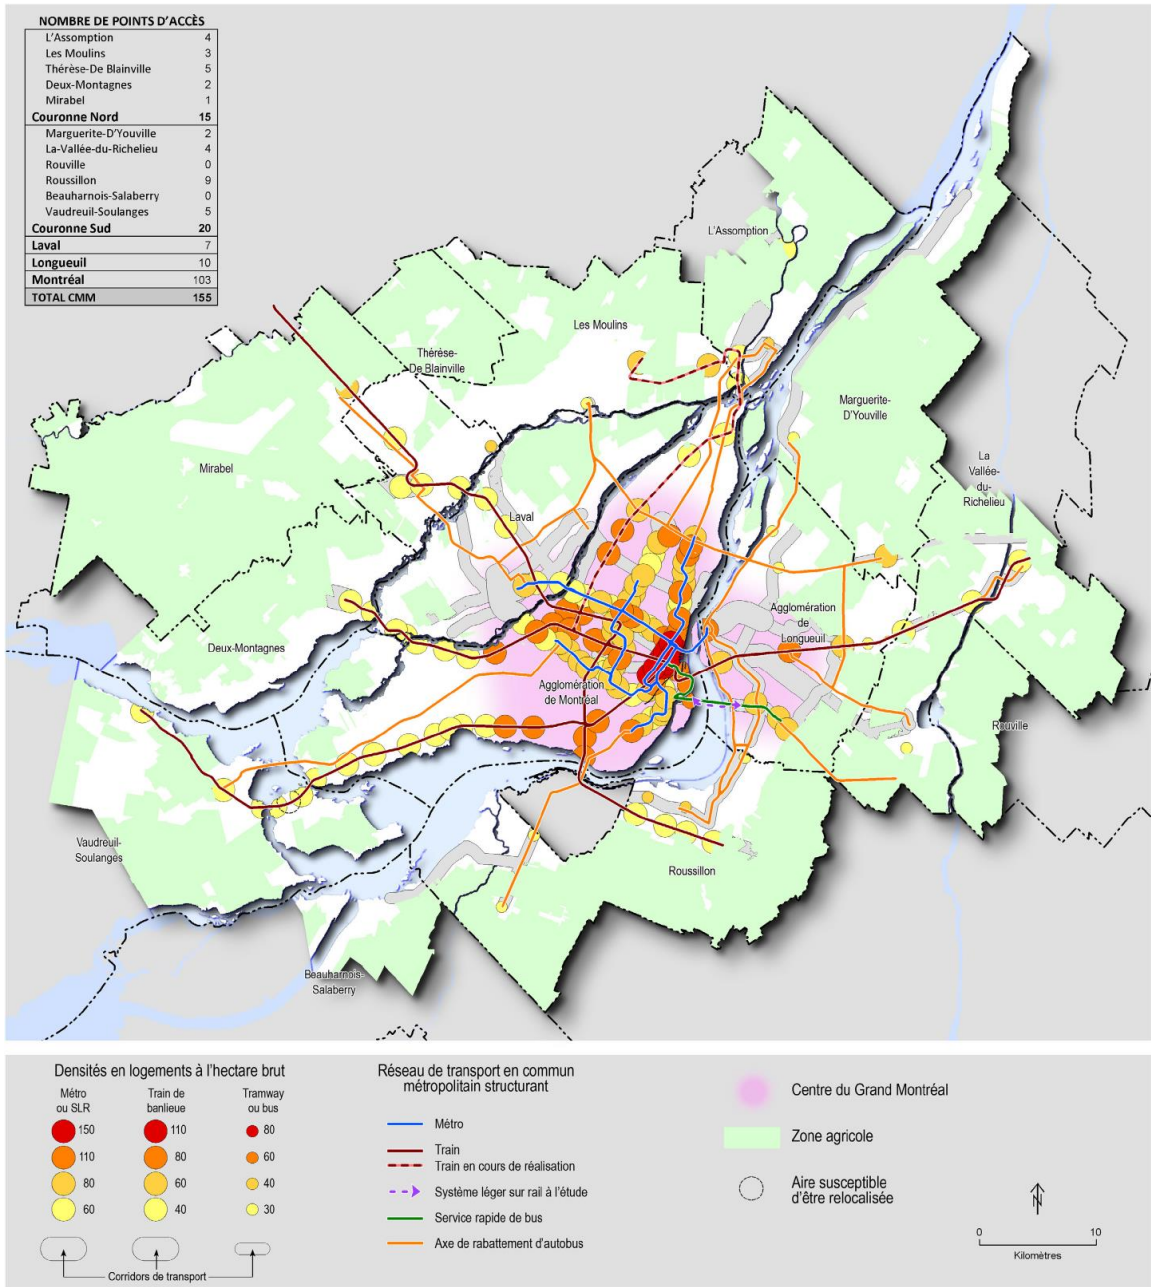 NOMBRE DE POINTS D'ACCÈS
L'Assomption 4
Les Moulins 3
Thérèse-De Blainville 5
Deux-Montagnes 2
Mirabel 1
Couronne Nord 15
Marguerite-D'Youville 2
La-Vallée-du-Richelieu 4
Rouville 0
Roussillon 9
Beauharnois-Salaberry 0
Vaudreuil-Soulanges 5
Couronne Sud 20
Laval 7
Longueuil 10
Montréal 103
TOTAL CMM 155
L'Assomption
Les Moulins
Thérèse-
De Blainville
Marguerite-
D'Youville
La
Vallée-
du-
Richelieu
Mirabel
Laval
Agglomération
de
Longueuil
Deux-Montagnes
Agglomération
de Montréal
Rouville
Vaudreuil-
Soulanges
Roussillon
Beauharnois-
Salaberry
Densités en logements à l'hectare brut
Métro
ou SLR
Train de
banlieue
Tramway
ou bus
150 110 80
110 80 60
80 60 40
60 40 30
Corridors de transport
Réseau de transport en commun
métropolitain structurant
Métro
Train
Train en cours de réalisation
Système léger sur rail à l'étude
Service rapide de bus
Axe de rabattement d'autobus
Centre du Grand Montréal
Zone agricole
Aire susceptible
d'être relocalisée
N
0 10
Kilomètres